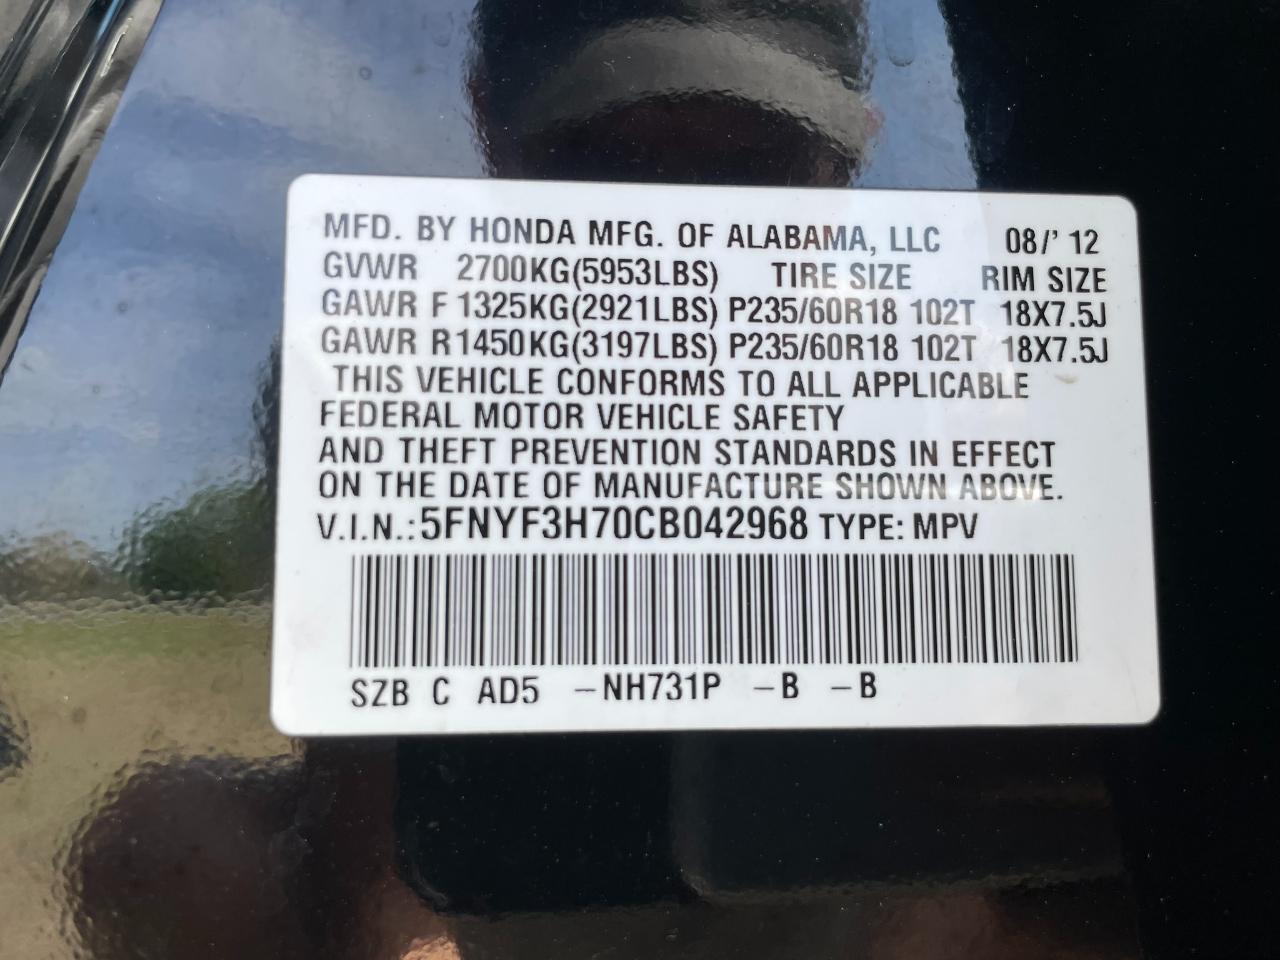 MFD. BY HONDA MFG. OF ALABAMA, LLC 08/' 12
GVWR 2700KG(5953LBS) TIRE SIZE RIM SIZE
GAWR F 1325KG(2921LBS) P235/60R18 102T 18X7.5J
GAWR R1450KG(3197LBS) P235/60R18 102T 18X7.5J
THIS VEHICLE CONFORMS TO ALL APPLICABLE
FEDERAL MOTOR VEHICLE SAFETY
AND THEFT PREVENTION STANDARDS IN EFFECT
ON THE DATE OF MANUFACTURE SHOWN ABOVE.
V.I.N.:5FNYF3H70CB042968 TYPE: MPV
SZB C AD5 -NH731P -B -B